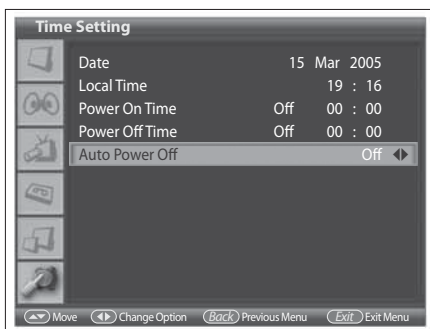 Time Setting
Date 15 Mar 2005
Local Time 19 : 16
Power On Time Off 00 : 00
Power Off Time Off 00 : 00
Auto Power Off Off
Move Change Option Back Previous Menu Exit Exit Menu